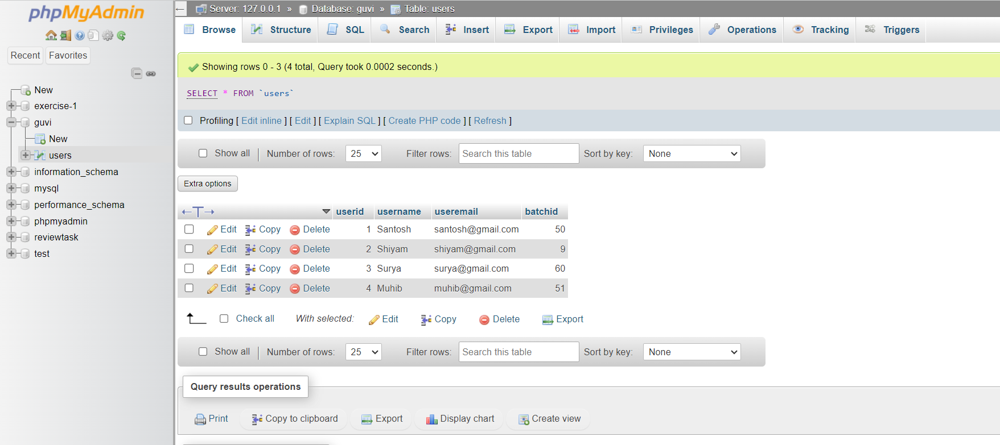 phpMyAdmin
Recent Favorites
New
exercise-1
guvi
New
users
information_schema
mysql
performance_schema
phpmyadmin
reviewtask
test
← Server: 127.0.0.1 » Database: guvi » Table: users
Browse Structure SQL Search Insert Export Import Privileges Operations Tracking Triggers
Showing rows 0 - 3 (4 total, Query took 0.0002 seconds.)
SELECT * FROM `users`
Profiling [ Edit inline ] [ Edit ] [ Explain SQL ] [ Create PHP code ] [ Refresh ]
Show all Number of rows: 25 Filter rows: Search this table Sort by key: None
Extra options
←T→ userid username useremail batchid
Edit Copy Delete 1 Santosh santosh@gmail.com 50
Edit Copy Delete 2 Shiyam shiyam@gmail.com 9
Edit Copy Delete 3 Surya surya@gmail.com 60
Edit Copy Delete 4 Muhib muhib@gmail.com 51
Check all With selected: Edit Copy Delete Export
Show all Number of rows: 25 Filter rows: Search this table Sort by key: None
Query results operations
Print Copy to clipboard Export Display chart Create view